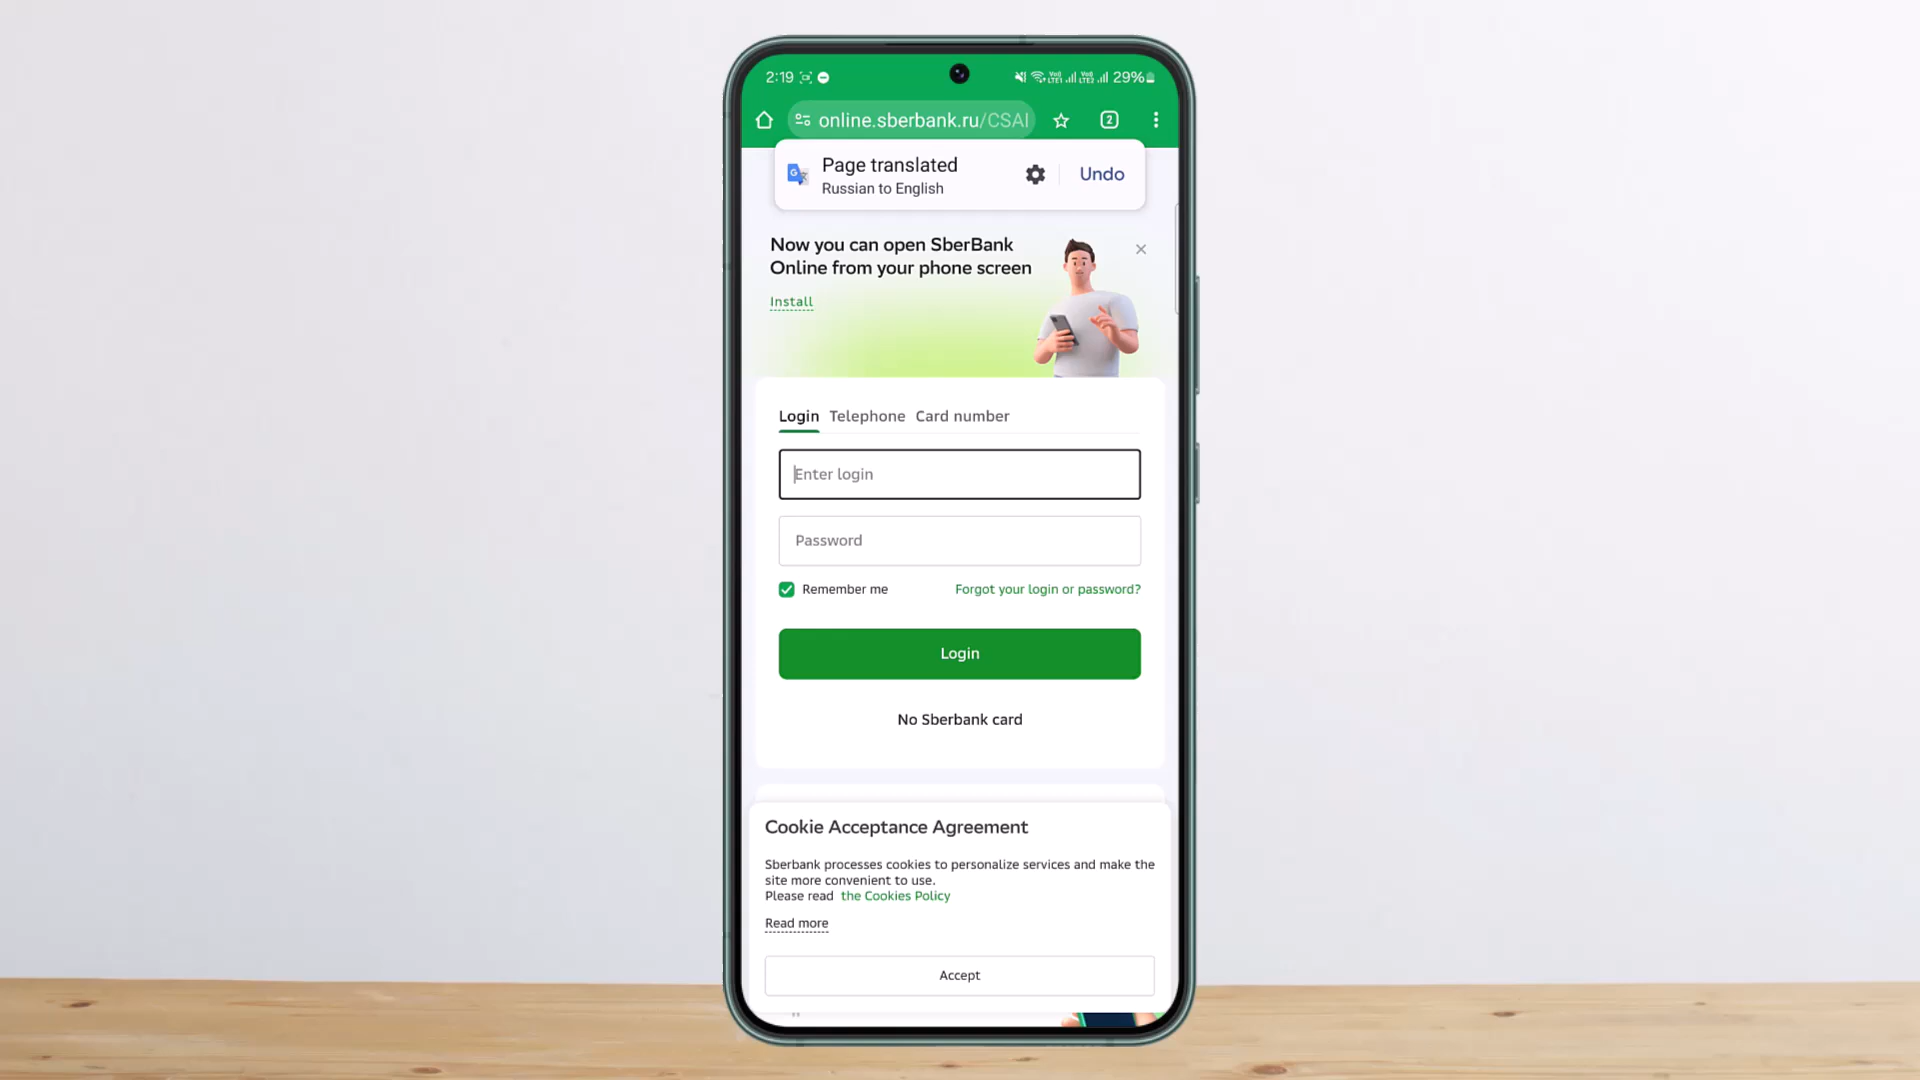 2:19
29%
online.sberbank.ru/CSAI
2
Page translated
Russian to English
Undo
Now you can open SberBank
Online from your phone screen
Install
Login Telephone Card number
Enter login
Password
Remember me
Forgot your login or password?
Login
No Sberbank card
Cookie Acceptance Agreement
Sberbank processes cookies to personalize services and make the
site more convenient to use.
Please read the Cookies Policy
Read more
Accept